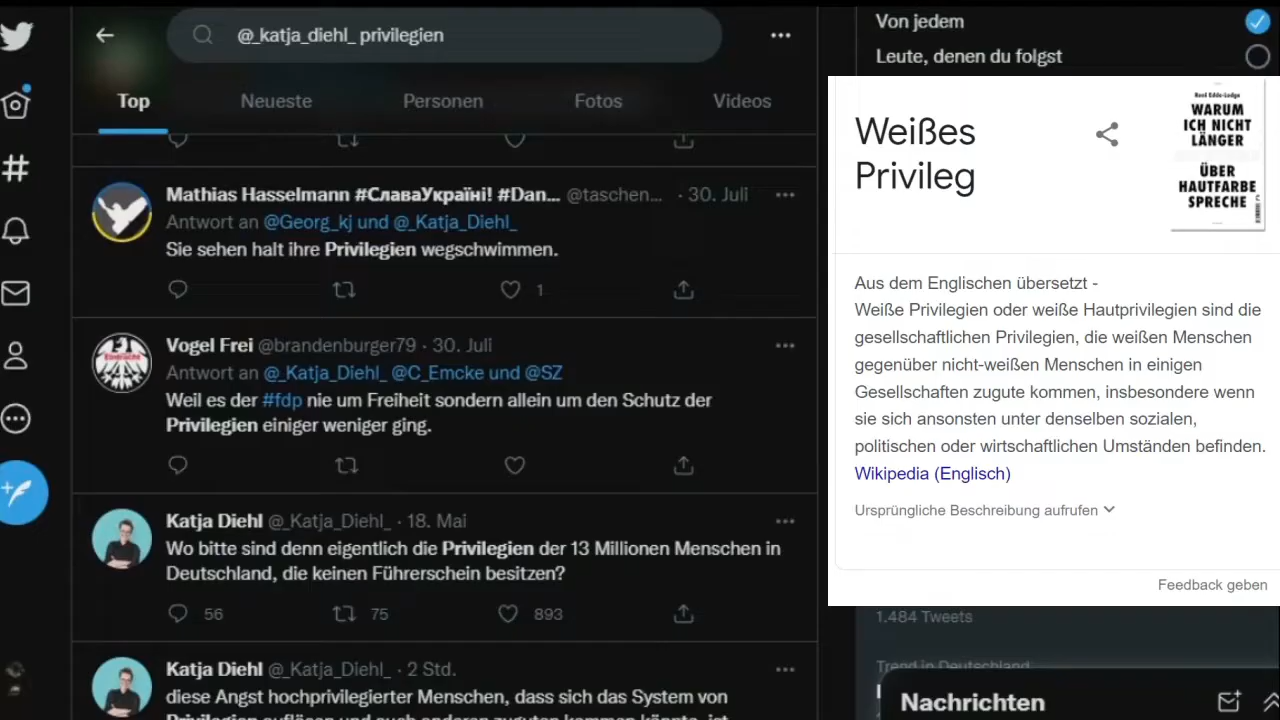 @_katja_diehl_ privilegien
Top
Neueste
Personen
Fotos
Videos
Mathias Hasselmann #СлаваУкраїні! #Dan... @taschen... · 30. Juli
Antwort an @Georg_kj und @_Katja_Diehl_
Sie sehen halt ihre Privilegien wegschwimmen.
1
Vogel Frei @brandenburger79 · 30. Juli
Antwort an @_Katja_Diehl_ @C_Emcke und @SZ
Weil es der #fdp nie um Freiheit sondern allein um den Schutz der
Privilegien einiger weniger ging.
Katja Diehl @_Katja_Diehl_ · 18. Mai
Wo bitte sind denn eigentlich die Privilegien der 13 Millionen Menschen in
Deutschland, die keinen Führerschein besitzen?
56
75
893
Katja Diehl @_Katja_Diehl_ · 2 Std.
diese Angst hochprivilegierter Menschen, dass sich das System von
Von jedem
Leute, denen du folgst
Weißes
Privileg
Reni Eddo-Lodge
WARUM
ICH NICHT
LÄNGER
ÜBER
HAUTFARBE
SPRECHE
Aus dem Englischen übersetzt -
Weiße Privilegien oder weiße Hautprivilegien sind die
gesellschaftlichen Privilegien, die weißen Menschen
gegenüber nicht-weißen Menschen in einigen
Gesellschaften zugute kommen, insbesondere wenn
sie sich ansonsten unter denselben sozialen,
politischen oder wirtschaftlichen Umständen befinden.
Wikipedia (Englisch)
Ursprüngliche Beschreibung aufrufen
Feedback geben
1.484 Tweets
Trend in Deutschland
Nachrichten